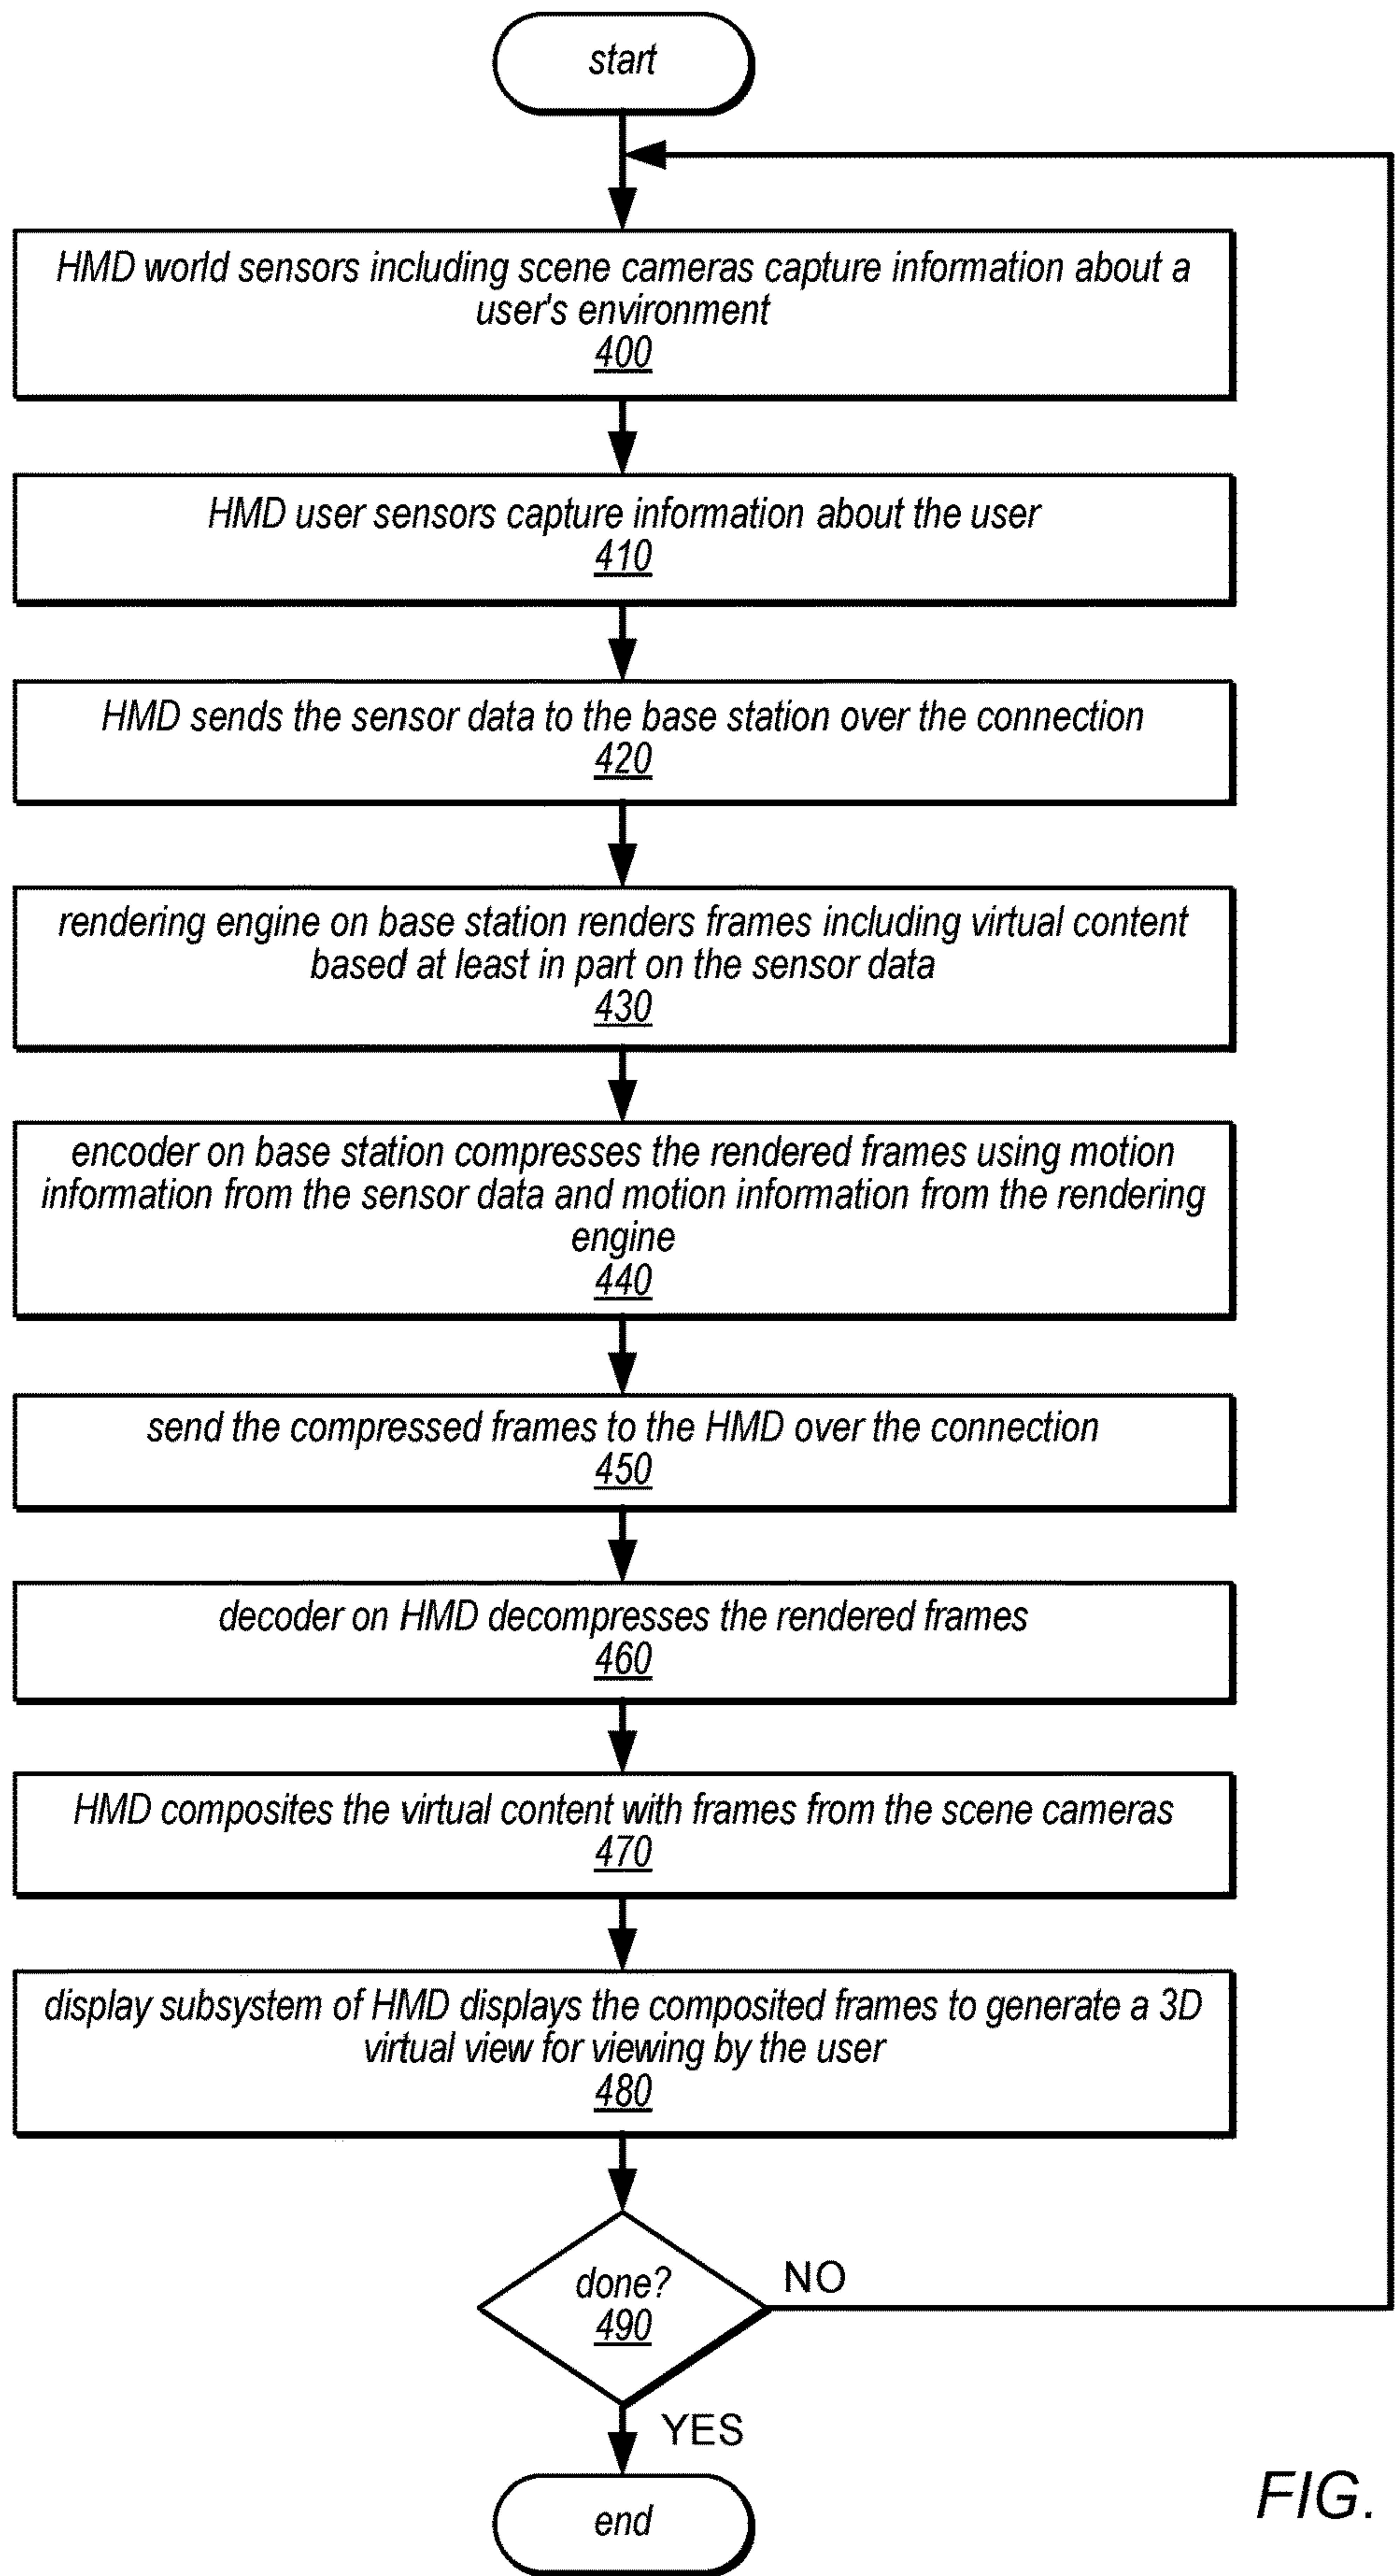 start
HMD world sensors including scene cameras capture information about a
user's environment
400
HMD user sensors capture information about the user
410
HMD sends the sensor data to the base station over the connection
420
rendering engine on base station renders frames including virtual content
based at least in part on the sensor data
430
encoder on base station compresses the rendered frames using motion
information from the sensor data and motion information from the rendering
engine
440
send the compressed frames to the HMD over the connection
450
decoder on HMD decompresses the rendered frames
460
HMD composites the virtual content with frames from the scene cameras
470
display subsystem of HMD displays the composited frames to generate a 3D
virtual view for viewing by the user
480
done?
490
NO
YES
end
FIG.